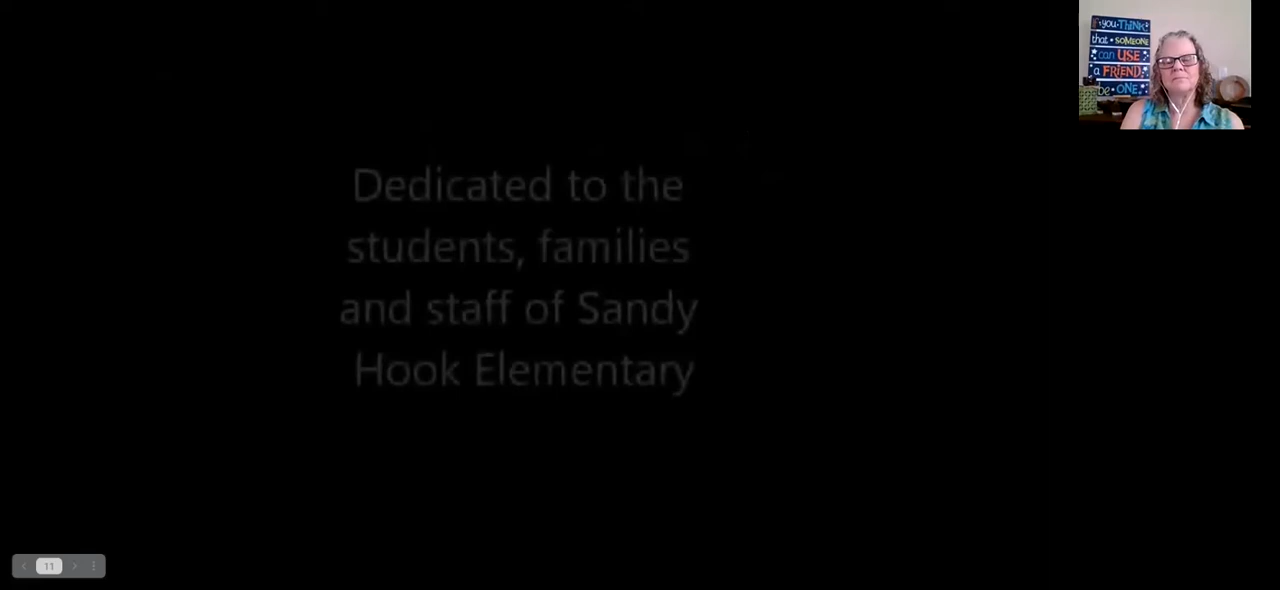 Dedicated to the
students, families
and staff of Sandy
Hook Elementary
you THiNK
that • SOMEONE
can USE
a FRIEND,
be • ONE.
11